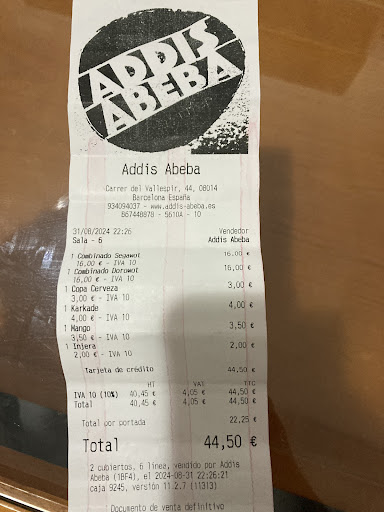 ADDIS
ABEBA
Addis Abeba
Carrer del Vallespir, 44, 08014
Barcelona España
934094037 - www.addis-abeba.es
B67448878 - 5610A - 10
31/08/2024 22:26 Vendedor
Sala - 6 Addis Abeba
1 Combinado Segawot 16,00 €
16,00 € - IVA 10
1 Combinado Dorowot 16,00 €
16,00 € - IVA 10
1 Copa Cerveza 3,00 €
3,00 € - IVA 10
1 Karkade 4,00 €
4,00 € - IVA 10
1 Mango 3,50 €
3,50 € - IVA 10
1 Injera 2,00 €
2,00 € - IVA 10
Tarjeta de crédito 44,50 €
HT VAT TTC
IVA 10 (10%) 40,45 € 4,05 € 44,50 €
Total 40,45 € 4,05 € 44,50 €
Total por portada 22,25 €
Total 44,50 €
2 cubiertos, 6 linea, vendido por Addis
Abeba (1BF4), el 2024-08-31 22:26:21
caja 9245, versión 11.2.7 (11313)
Documento de venta definitivo